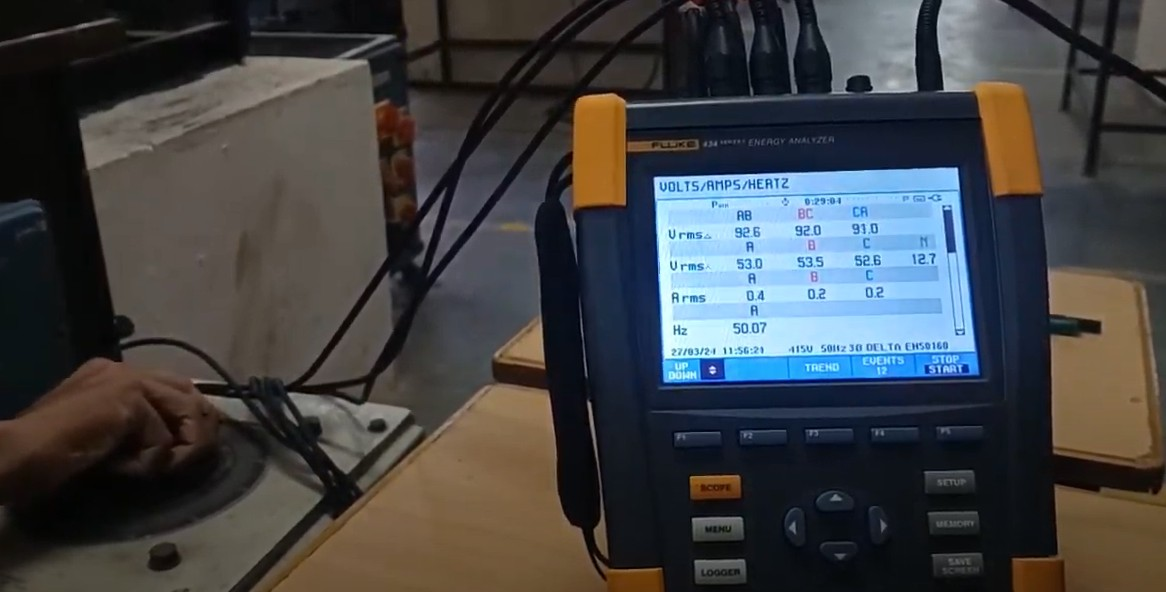 FLUKE 434 SERIES II ENERGY ANALYZER
VOLTS/AMPS/HERTZ
0:29:04
AB BC CA
Vrms 92.6 92.0 91.0
A B C N
Vrms 53.0 53.5 52.6 12.7
A B C
Arms 0.4 0.2 0.2
A
Hz 50.07
27/03/24 11:56:21 415V 50Hz 3Ø DELTA EN50160
UP DOWN TREND EVENTS 12 STOP START
F1 F2 F3 F4 F5
SCOPE SETUP
MENU MEMORY
LOGGER SAVE SCREEN